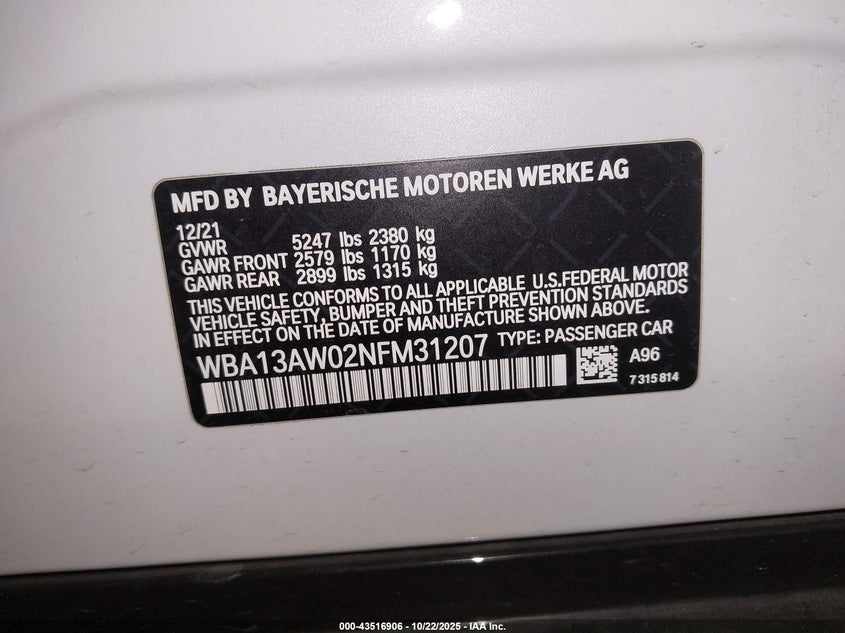 MFD BY BAYERISCHE MOTOREN WERKE AG
12/21
GVWR 5247 lbs 2380 kg
GAWR FRONT 2579 lbs 1170 kg
GAWR REAR 2899 lbs 1315 kg
THIS VEHICLE CONFORMS TO ALL APPLICABLE U.S.FEDERAL MOTOR
VEHICLE SAFETY, BUMPER AND THEFT PREVENTION STANDARDS
IN EFFECT ON THE DATE OF MANUFACTURE SHOWN ABOVE.
WBA13AW02NFM31207 TYPE: PASSENGER CAR
A96
7 315 814
000-43516906 - 10/22/2025 - IAA Inc.